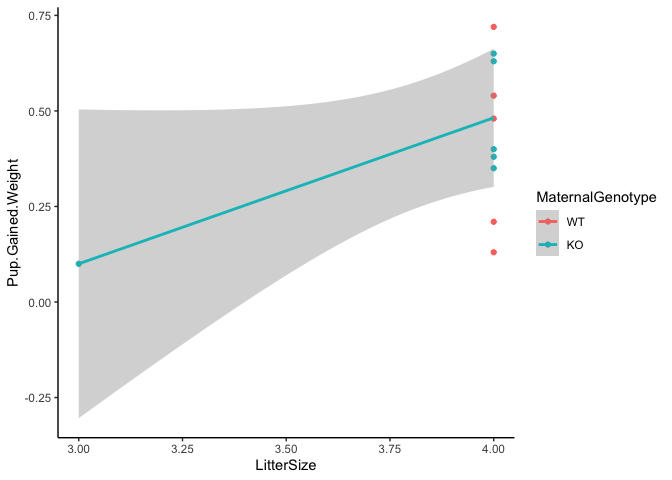 0.75
0.50
0.25
0.00
-0.25
Pup.Gained.Weight
3.00 3.25 3.50 3.75 4.00
LitterSize
MaternalGenotype
WT
KO